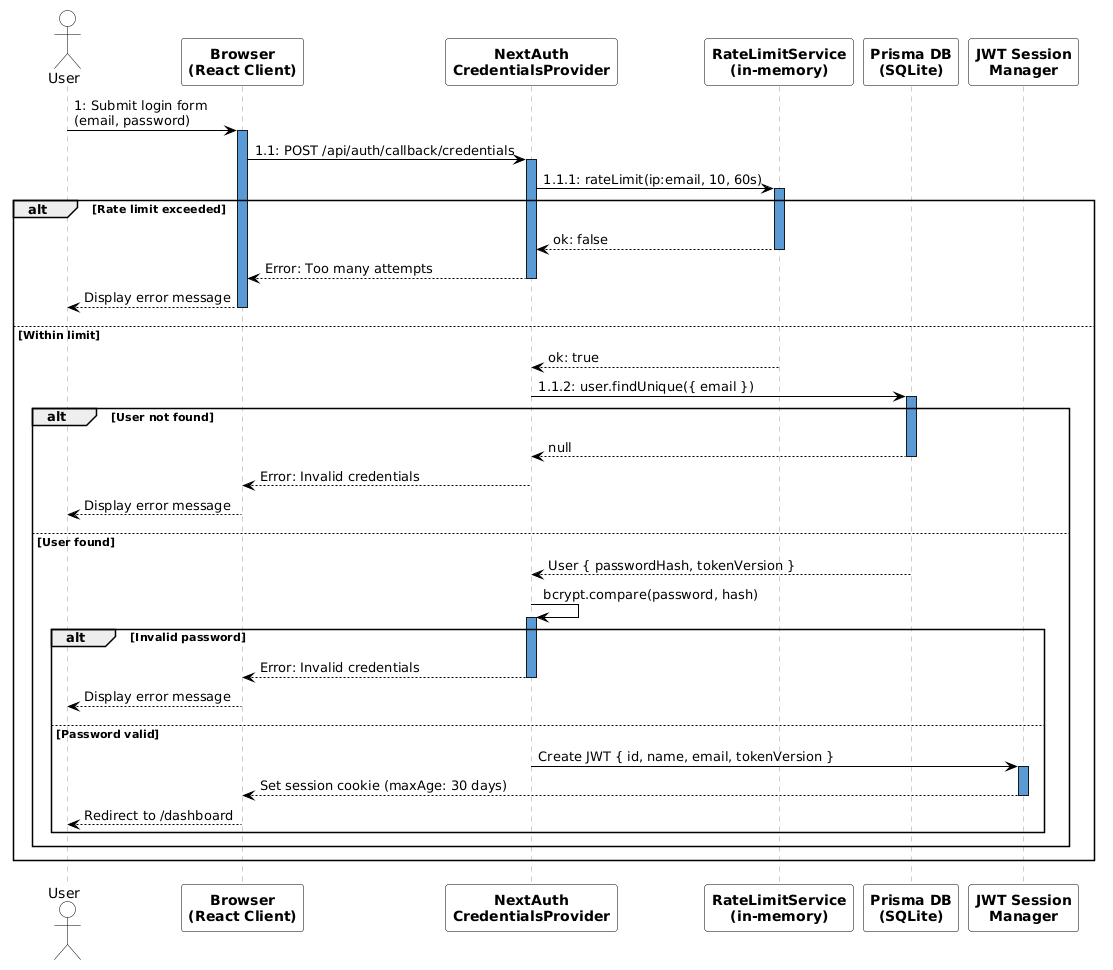 User
Browser
(React Client)
NextAuth
CredentialsProvider
RateLimitService
(in-memory)
Prisma DB
(SQLite)
JWT Session
Manager
1: Submit login form
(email, password)
1.1: POST /api/auth/callback/credentials
1.1.1: rateLimit(ip:email, 10, 60s)
alt
[Rate limit exceeded]
ok: false
Error: Too many attempts
Display error message
[Within limit]
ok: true
1.1.2: user.findUnique({ email })
alt
[User not found]
null
Error: Invalid credentials
Display error message
[User found]
User { passwordHash, tokenVersion }
bcrypt.compare(password, hash)
alt
[Invalid password]
Error: Invalid credentials
Display error message
[Password valid]
Create JWT { id, name, email, tokenVersion }
Set session cookie (maxAge: 30 days)
Redirect to /dashboard
User
Browser
(React Client)
NextAuth
CredentialsProvider
RateLimitService
(in-memory)
Prisma DB
(SQLite)
JWT Session
Manager